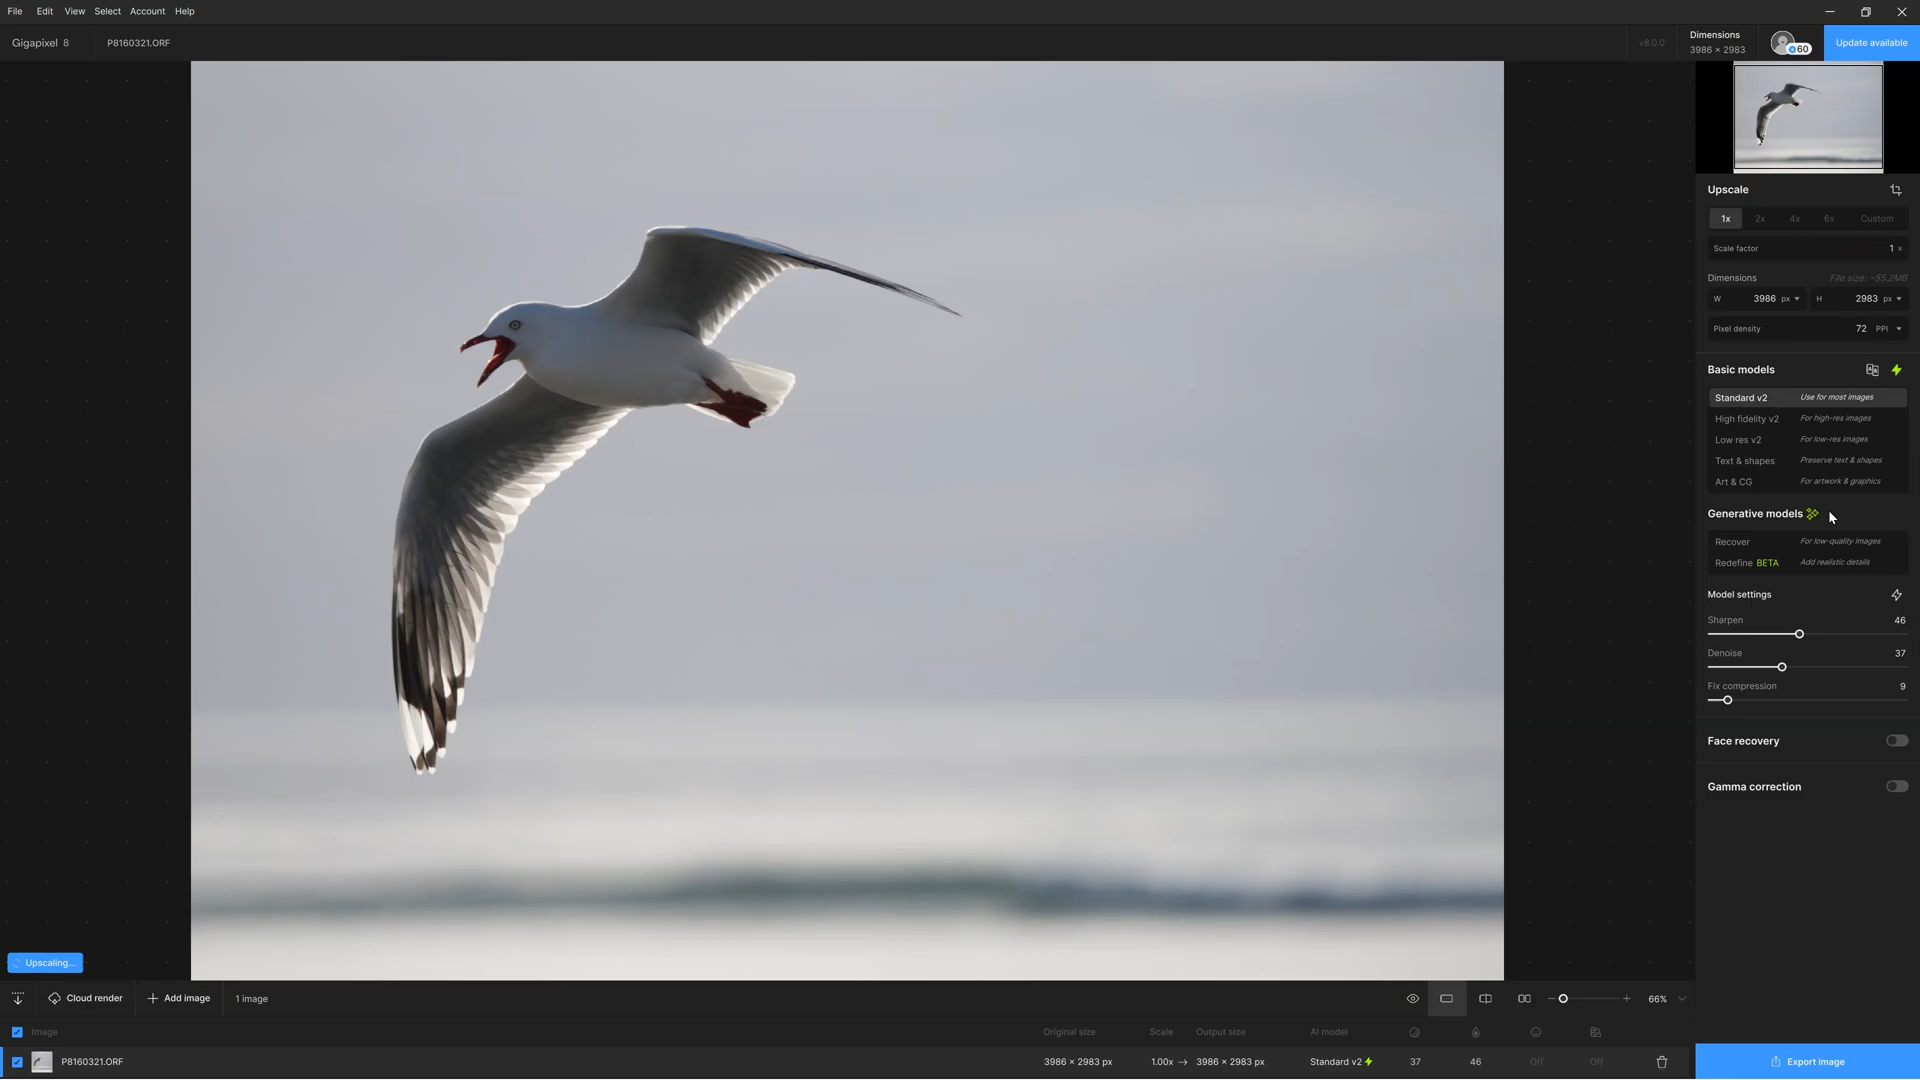 File Edit View Select Account Help
Gigapixel 8 P8160321.ORF v8.0.0 Dimensions 3986 × 2983 60 Update available
Upscale
1x 2x 4x 6x Custom
Scale factor 1 x
Dimensions File size: ~55.2MB
W 3986 px H 2983 px
Pixel density 72 PPI
Basic models
Standard v2 Use for most images
High fidelity v2 For high-res images
Low res v2 For low-res images
Text & shapes Preserve text & shapes
Art & CG For artwork & graphics
Generative models
Recover For low-quality images
Redefine BETA Add realistic details
Model settings
Sharpen 46
Denoise 37
Fix compression 9
Face recovery
Gamma correction
Upscaling...
Cloud render Add image 1 image 66%
Image Original size Scale Output size AI model
P8160321.ORF 3986 × 2983 px 1.00x → 3986 × 2983 px Standard v2 37 46 Off Off
Export image